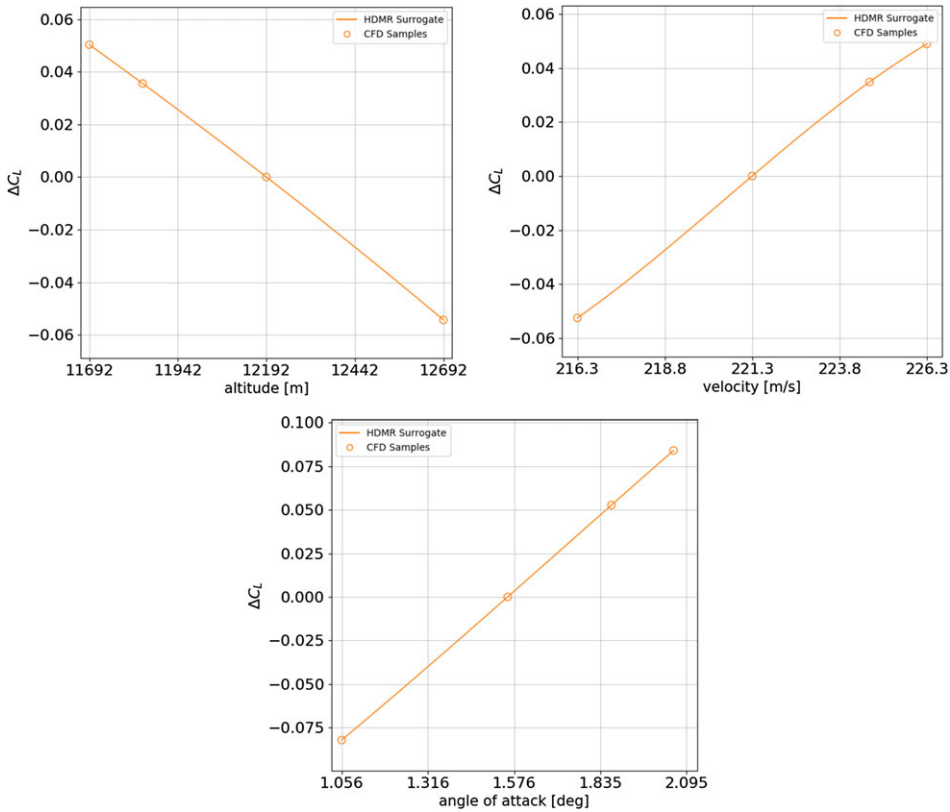 0.06
0.04
0.02
0.00
−0.02
−0.04
−0.06
ΔC_L
HDMR Surrogate
CFD Samples
11692 11942 12192 12442 12692
altitude [m]
0.06
0.04
0.02
0.00
−0.02
−0.04
−0.06
ΔC_L
HDMR Surrogate
CFD Samples
216.3 218.8 221.3 223.8 226.3
velocity [m/s]
0.100
0.075
0.050
0.025
0.000
−0.025
−0.050
−0.075
ΔC_L
HDMR Surrogate
CFD Samples
1.056 1.316 1.576 1.835 2.095
angle of attack [deg]